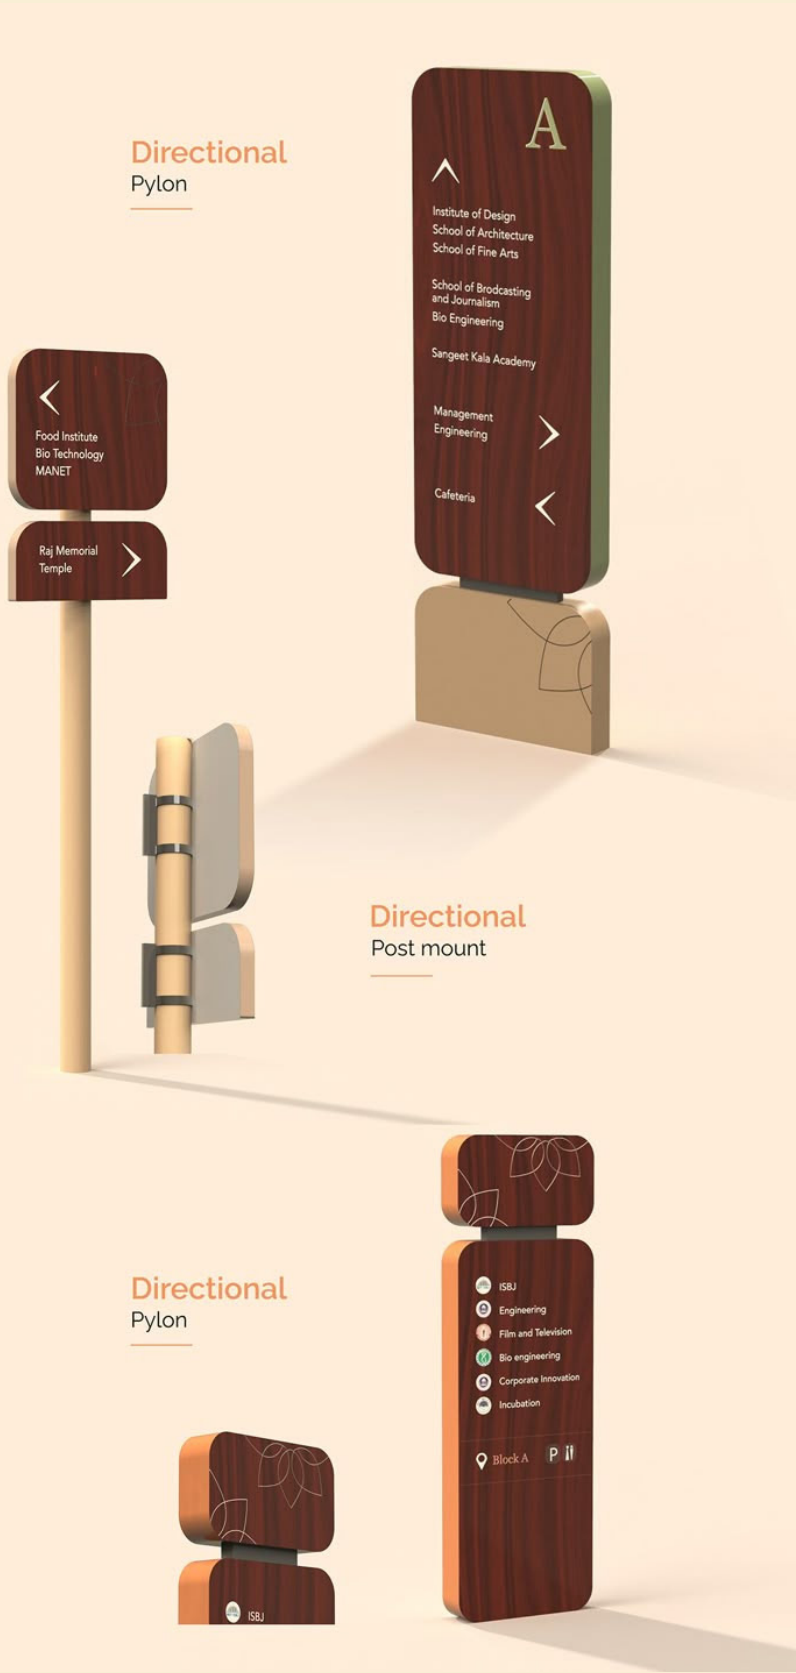 Directional
Pylon
A
Institute of Design
School of Architecture
School of Fine Arts
School of Brodcasting
and Journalism
Bio Engineering
Sangeet Kala Academy
Management
Engineering
Cafeteria
Food Institute
Bio Technology
MANET
Raj Memorial
Temple
Directional
Post mount
Directional
Pylon
ISBJ
Engineering
Film and Television
Bio engineering
Corporate Innovation
Incubation
Block A P
ISBJ